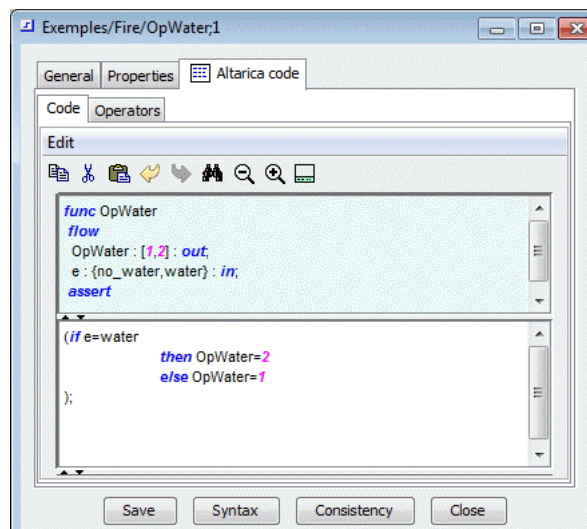 Exemples/Fire/OpWater;1
General Properties Altarica code
Code Operators
Edit
func OpWater
flow
OpWater : [1,2] : out;
e : {no_water,water} : in;
assert
(if e=water
then OpWater=2
else OpWater=1
);
Save Syntax Consistency Close